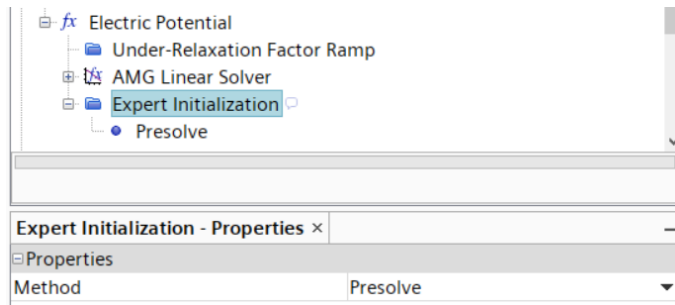 fx Electric Potential
Under-Relaxation Factor Ramp
AMG Linear Solver
Expert Initialization
Presolve
Expert Initialization - Properties ×
Properties
Method Presolve